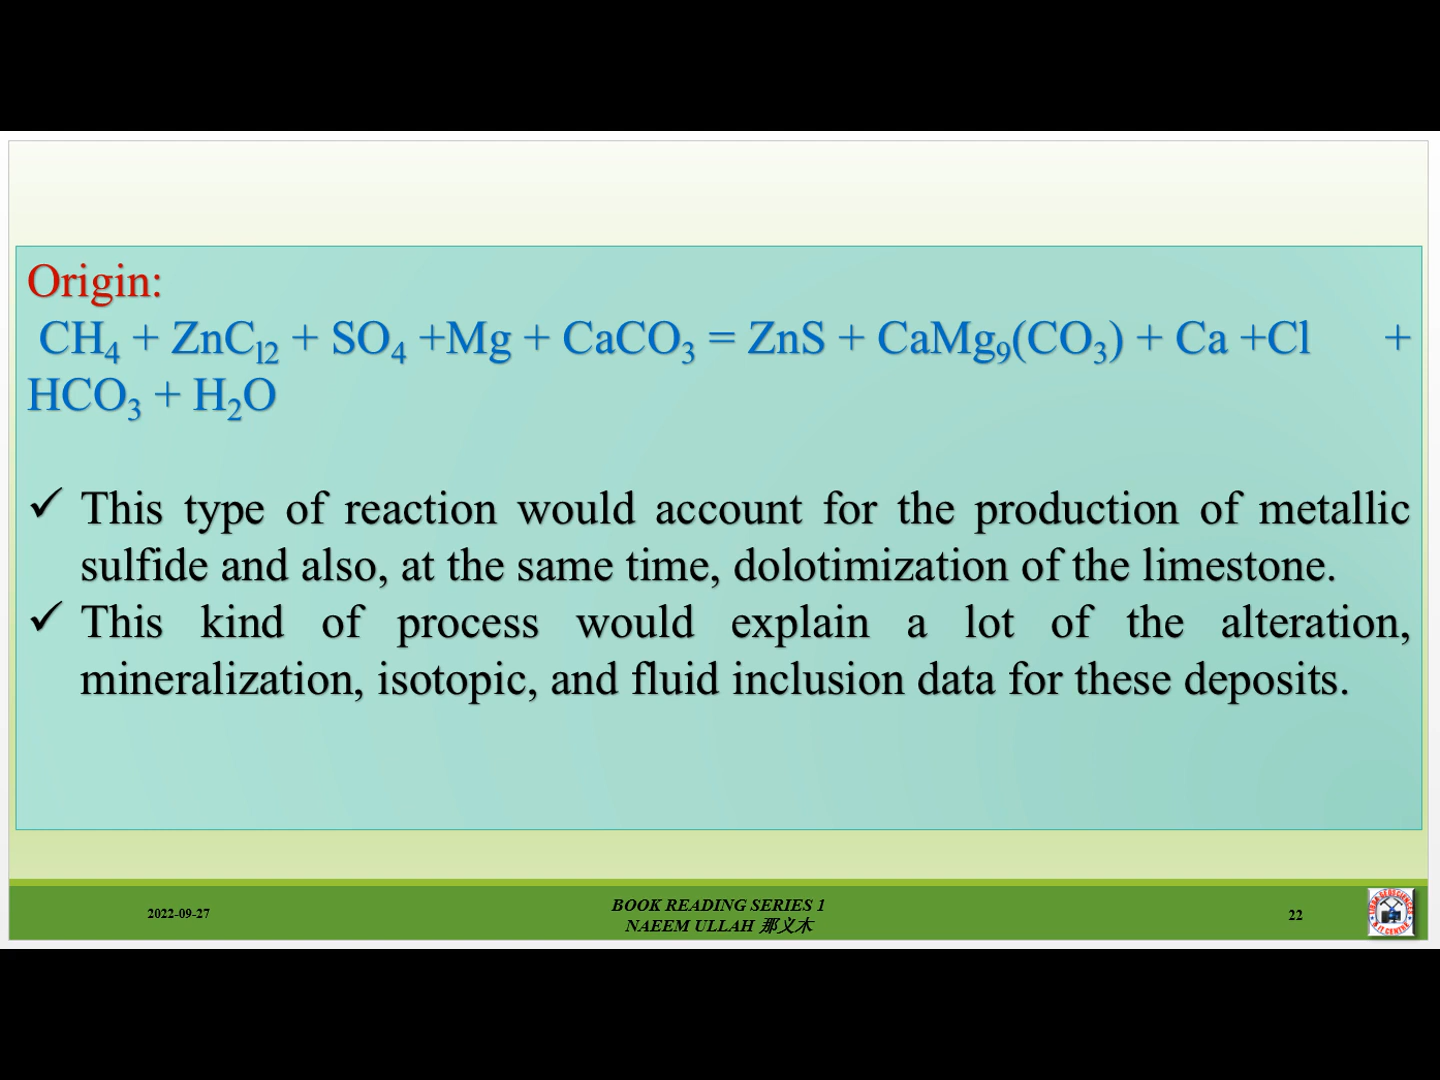 Origin:
CH₄ + ZnCl₂ + SO₄ +Mg + CaCO₃ = ZnS + CaMg₉(CO₃) + Ca +Cl +
HCO₃ + H₂O
✓ This type of reaction would account for the production of metallic
sulfide and also, at the same time, dolotimization of the limestone.
✓ This kind of process would explain a lot of the alteration,
mineralization, isotopic, and fluid inclusion data for these deposits.
2022-09-27
BOOK READING SERIES 1
NAEEM ULLAH 那义木
22